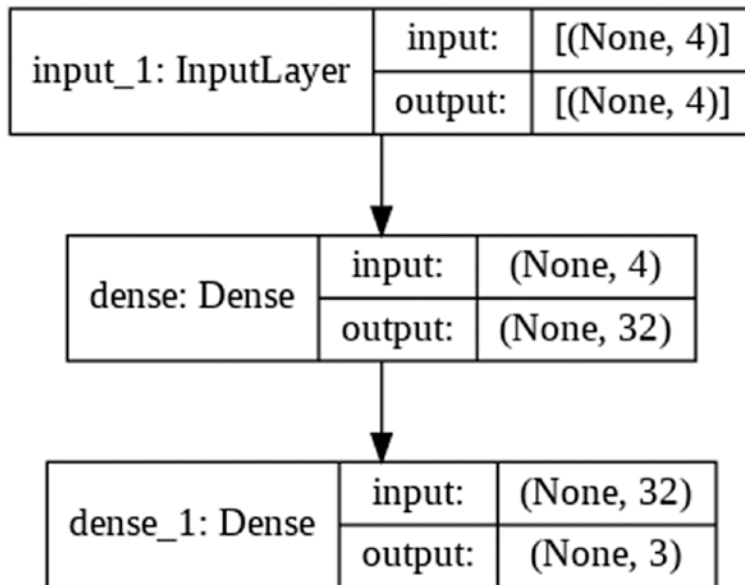 input_1: InputLayer
input:
[(None, 4)]
output:
[(None, 4)]
dense: Dense
input:
(None, 4)
output:
(None, 32)
dense_1: Dense
input:
(None, 32)
output:
(None, 3)